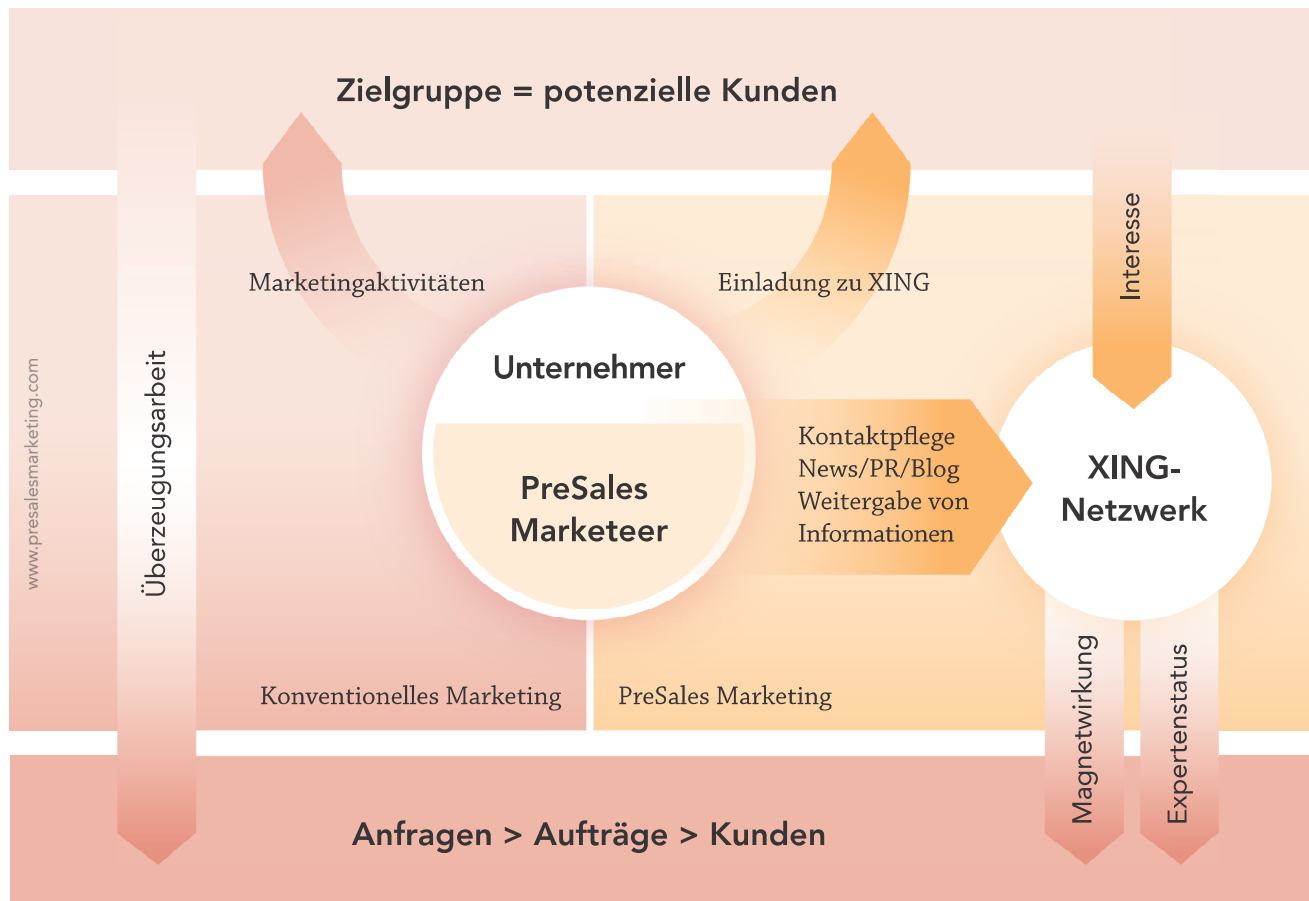 Zielgruppe = potenzielle Kunden
Marketingaktivitäten
Einladung zu XING
Interesse
www.presalesmarketing.com
Überzeugungsarbeit
Unternehmer
PreSales
Marketeer
Kontaktpflege
News/PR/Blog
Weitergabe von
Informationen
XING-
Netzwerk
Konventionelles Marketing
PreSales Marketing
Magnetwirkung
Expertenstatus
Anfragen > Aufträge > Kunden